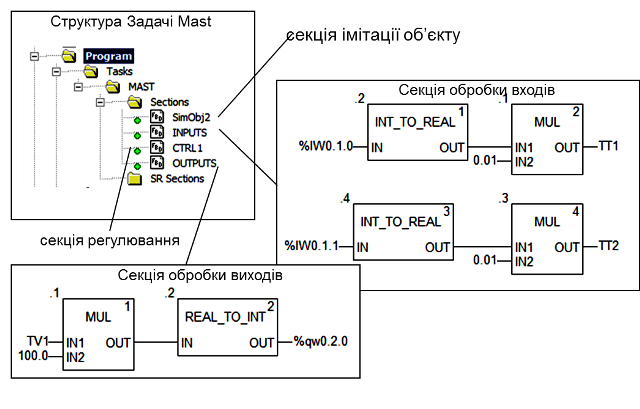 Структура Задачі Mast
Program
Tasks
MAST
Sections
SimObj2
INPUTS
CTRL1
OUTPUTS
SR Sections
секція імітації об’єкту
секція регулювання
Секція обробки входів
.2
1
INT_TO_REAL
%IW0.1.0
IN
OUT
.1
2
MUL
IN1
OUT
TT1
0.01
IN2
.4
3
INT_TO_REAL
%IW0.1.1
IN
OUT
.3
4
MUL
IN1
OUT
TT2
0.01
IN2
Секція обробки виходів
.1
1
MUL
TV1
IN1
OUT
100.0
IN2
.2
2
REAL_TO_INT
IN
OUT
%qw0.2.0